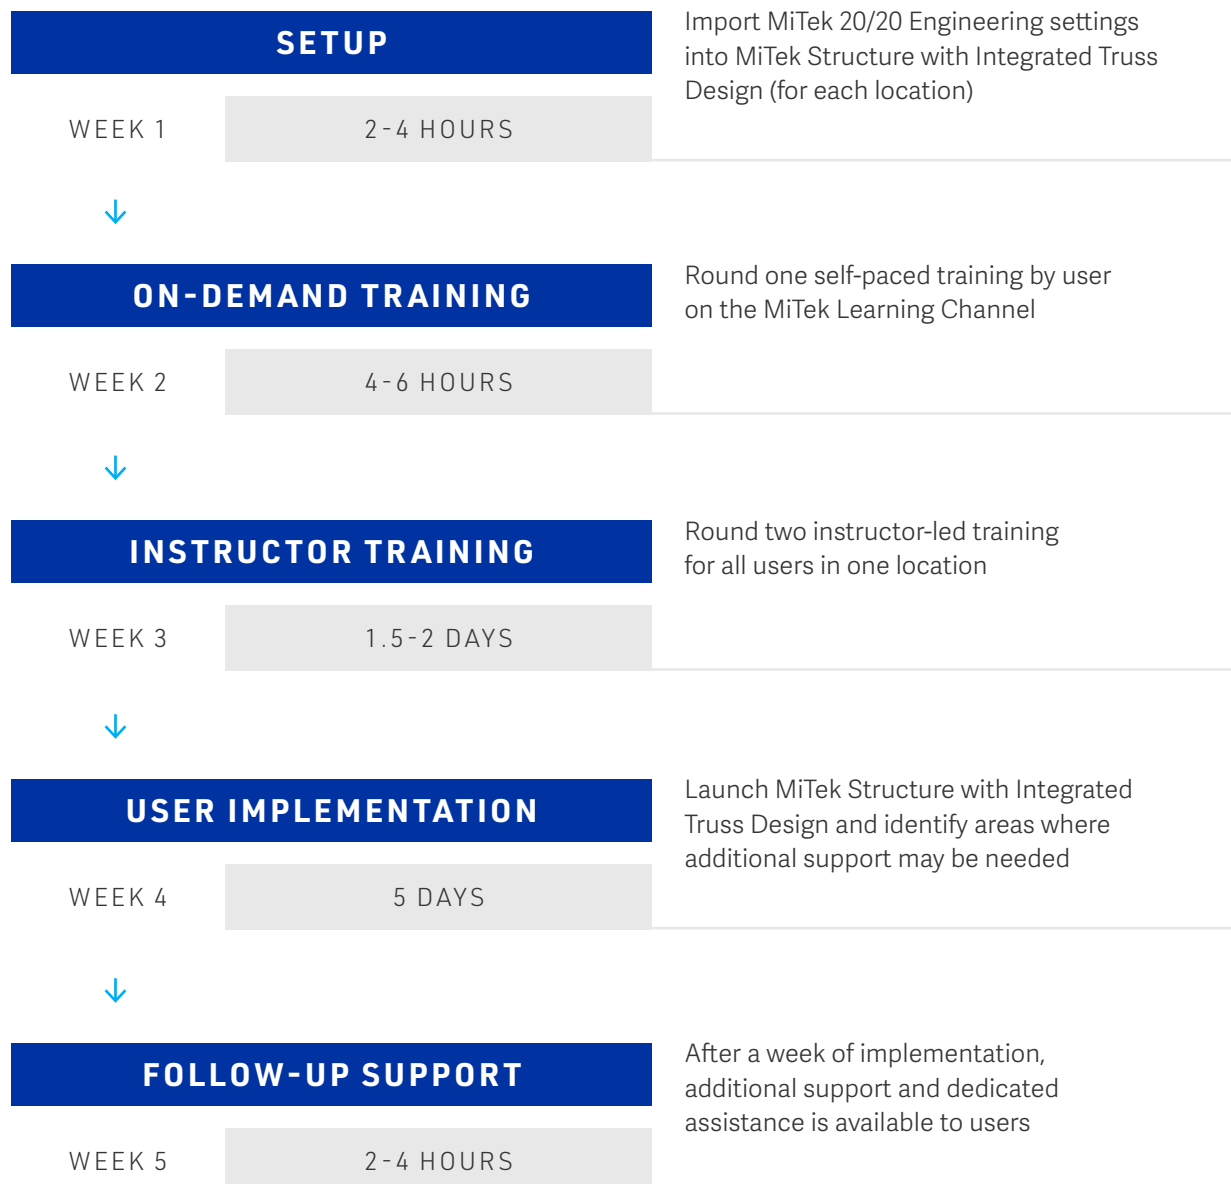 SETUP
Import MiTek 20/20 Engineering settings
into MiTek Structure with Integrated Truss
Design (for each location)
WEEK 1
2-4 HOURS
ON-DEMAND TRAINING
Round one self-paced training by user
on the MiTek Learning Channel
WEEK 2
4-6 HOURS
INSTRUCTOR TRAINING
Round two instructor-led training
for all users in one location
WEEK 3
1.5-2 DAYS
USER IMPLEMENTATION
Launch MiTek Structure with Integrated
Truss Design and identify areas where
additional support may be needed
WEEK 4
5 DAYS
FOLLOW-UP SUPPORT
After a week of implementation,
additional support and dedicated
assistance is available to users
WEEK 5
2-4 HOURS